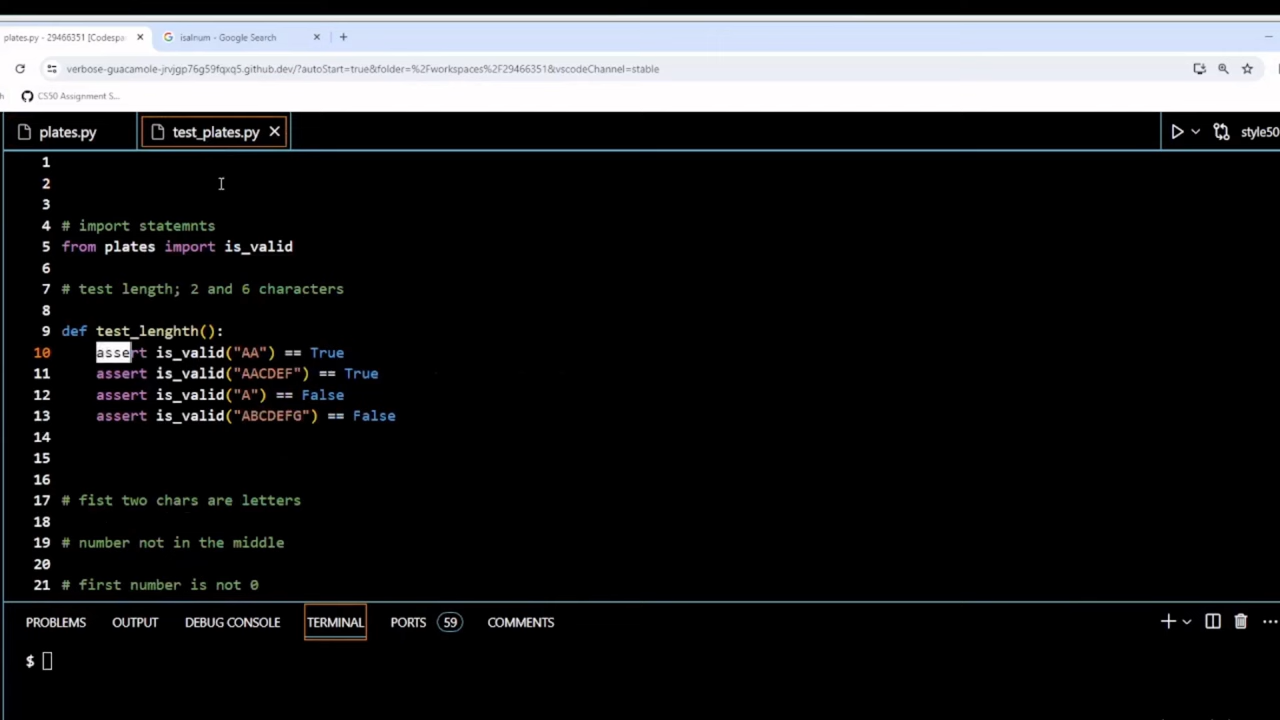 plates.py - 29466351 [Codespa
isalnum - Google Search
verbose-guacamole-jrvjgp76g59fqxq5.github.dev/?autoStart=true&folder=%2Fworkspaces%2F29466351&vscodeChannel=stable
h CS50 Assignment S...
plates.py test_plates.py style50
1
2
3
4 # import statemnts
5 from plates import is_valid
6
7 # test length; 2 and 6 characters
8
9 def test_lenghth():
10 assert is_valid("AA") == True
11 assert is_valid("AACDEF") == True
12 assert is_valid("A") == False
13 assert is_valid("ABCDEFG") == False
14
15
16
17 # fist two chars are letters
18
19 # number not in the middle
20
21 # first number is not 0
PROBLEMS OUTPUT DEBUG CONSOLE TERMINAL PORTS 59 COMMENTS
$